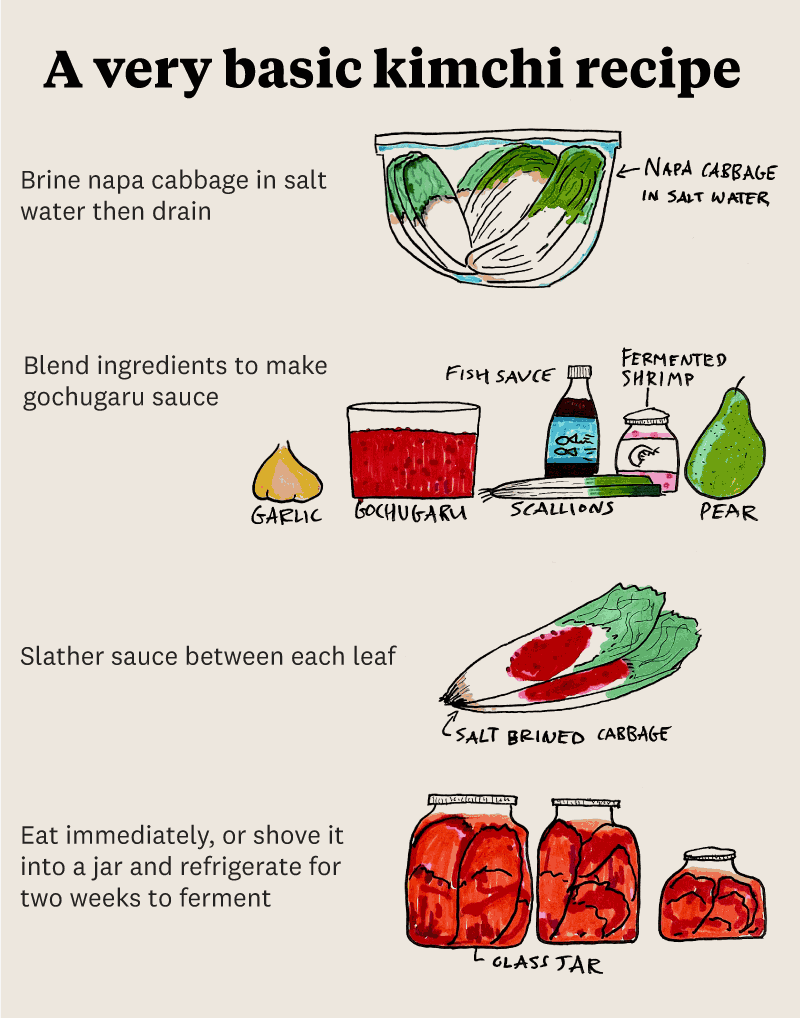 A very basic kimchi recipe
Brine napa cabbage in salt
water then drain
NAPA CABBAGE
IN SALT WATER
Blend ingredients to make
gochugaru sauce
FISH SAUCE
FERMENTED
SHRIMP
GARLIC
GOCHUGARU
SCALLIONS
PEAR
Slather sauce between each leaf
SALT BRINED CABBAGE
Eat immediately, or shove it
into a jar and refrigerate for
two weeks to ferment
GLASS JAR